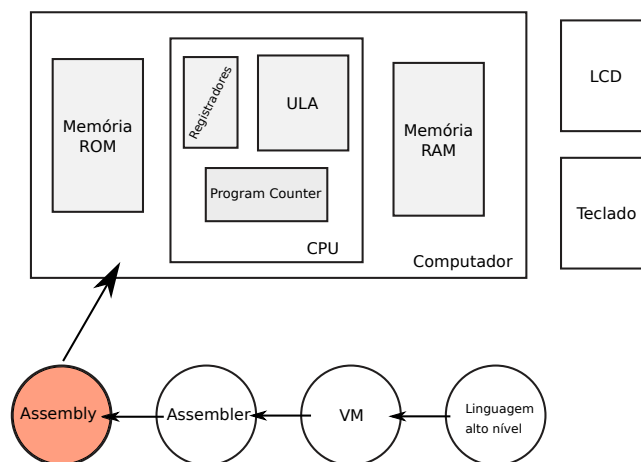 Memória
ROM
Registradores
ULA
Program Counter
CPU
Memória
RAM
Computador
LCD
Teclado
Assembly
Assembler
VM
Linguagem
alto nível